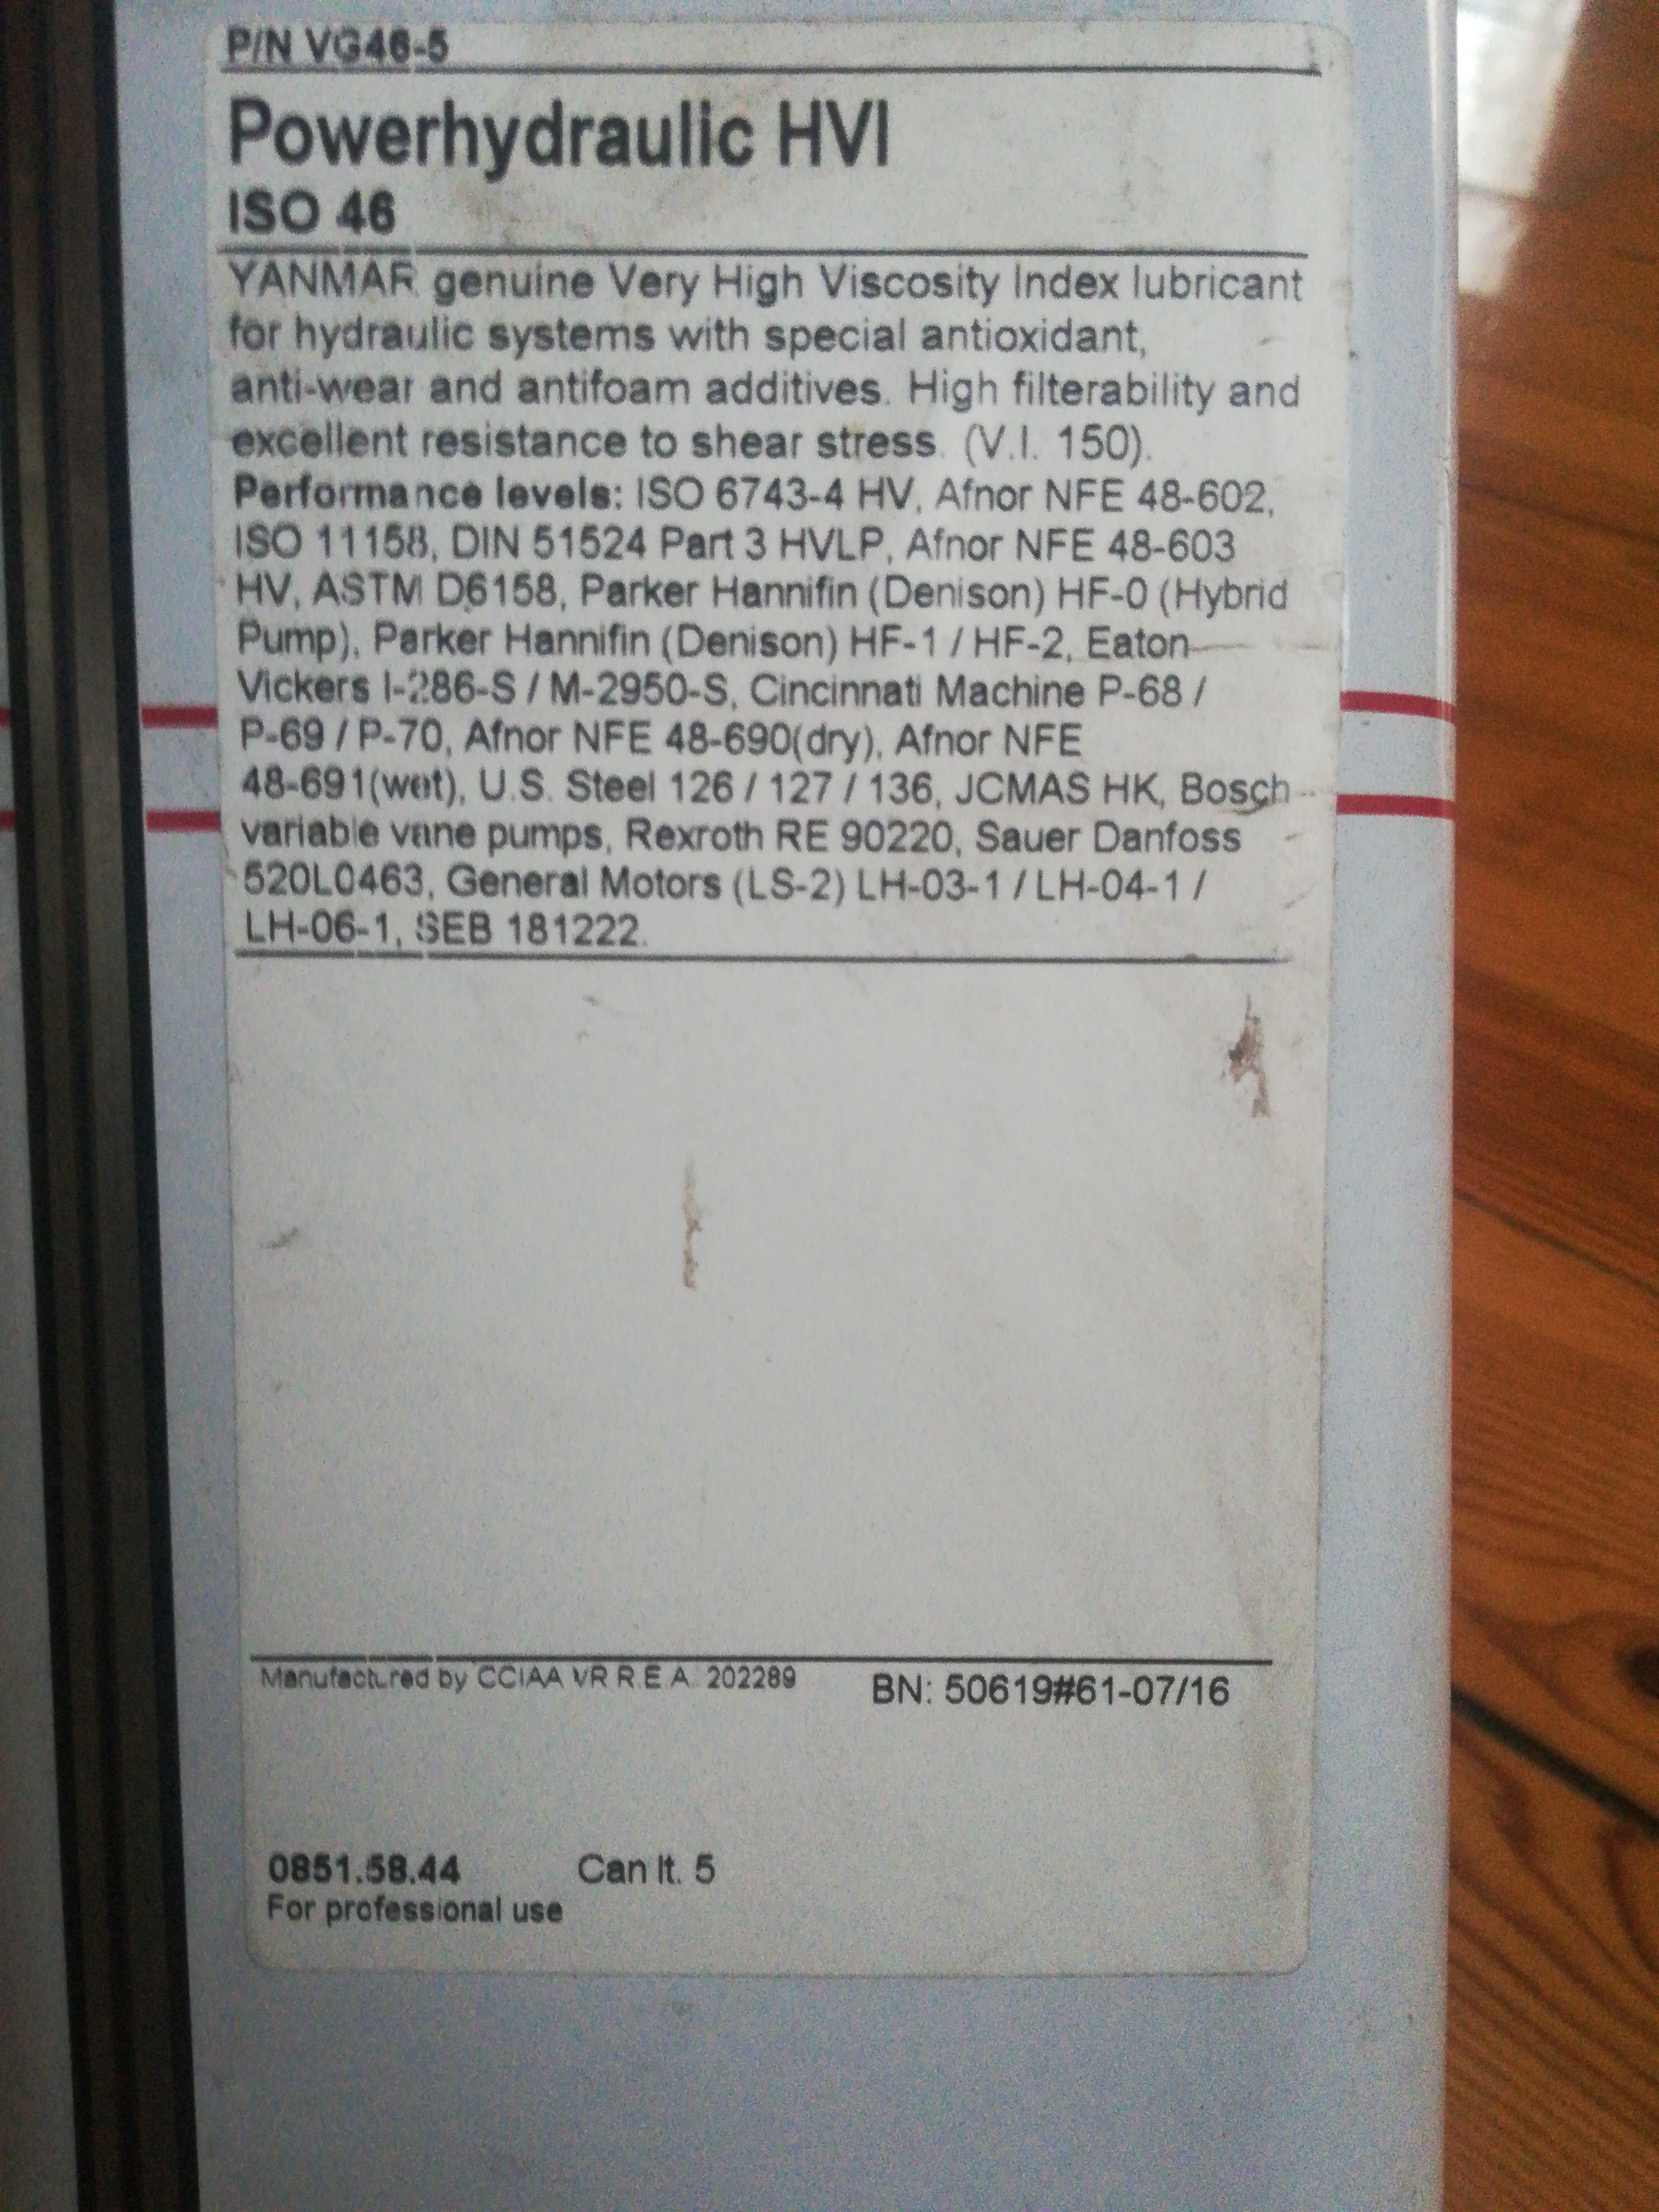 P/N VG46-5
Powerhydraulic HVI
ISO 46
YANMAR genuine Very High Viscosity Index lubricant
for hydraulic systems with special antioxidant,
anti-wear and antifoam additives. High filterability and
excellent resistance to shear stress. (V.I. 150).
Performance levels: ISO 6743-4 HV, Afnor NFE 48-602,
ISO 11158, DIN 51524 Part 3 HVLP, Afnor NFE 48-603
HV, ASTM D6158, Parker Hannifin (Denison) HF-0 (Hybrid
Pump), Parker Hannifin (Denison) HF-1 / HF-2, Eaton
Vickers I-286-S / M-2950-S, Cincinnati Machine P-68 /
P-69 / P-70, Afnor NFE 48-690(dry), Afnor NFE
48-691(wet), U.S. Steel 126 / 127 / 136, JCMAS HK, Bosch
variable vane pumps, Rexroth RE 90220, Sauer Danfoss
520L0463, General Motors (LS-2) LH-03-1 / LH-04-1 /
LH-06-1, SEB 181222.
Manufactured by CCIAA VR R.E.A. 202289
BN: 50619#61-07/16
0851.58.44 Can lt. 5
For professional use